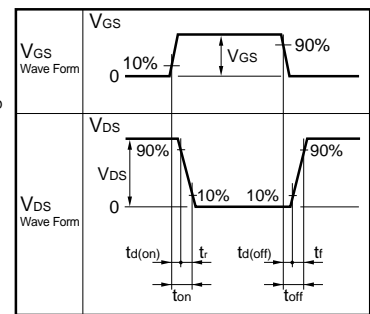 VGS
Wave Form
VGS
10%
0
VGS
90%
VDS
Wave Form
VDS
90%
VDS
0
10%
10%
90%
td(on)
tr
td(off)
tf
ton
toff